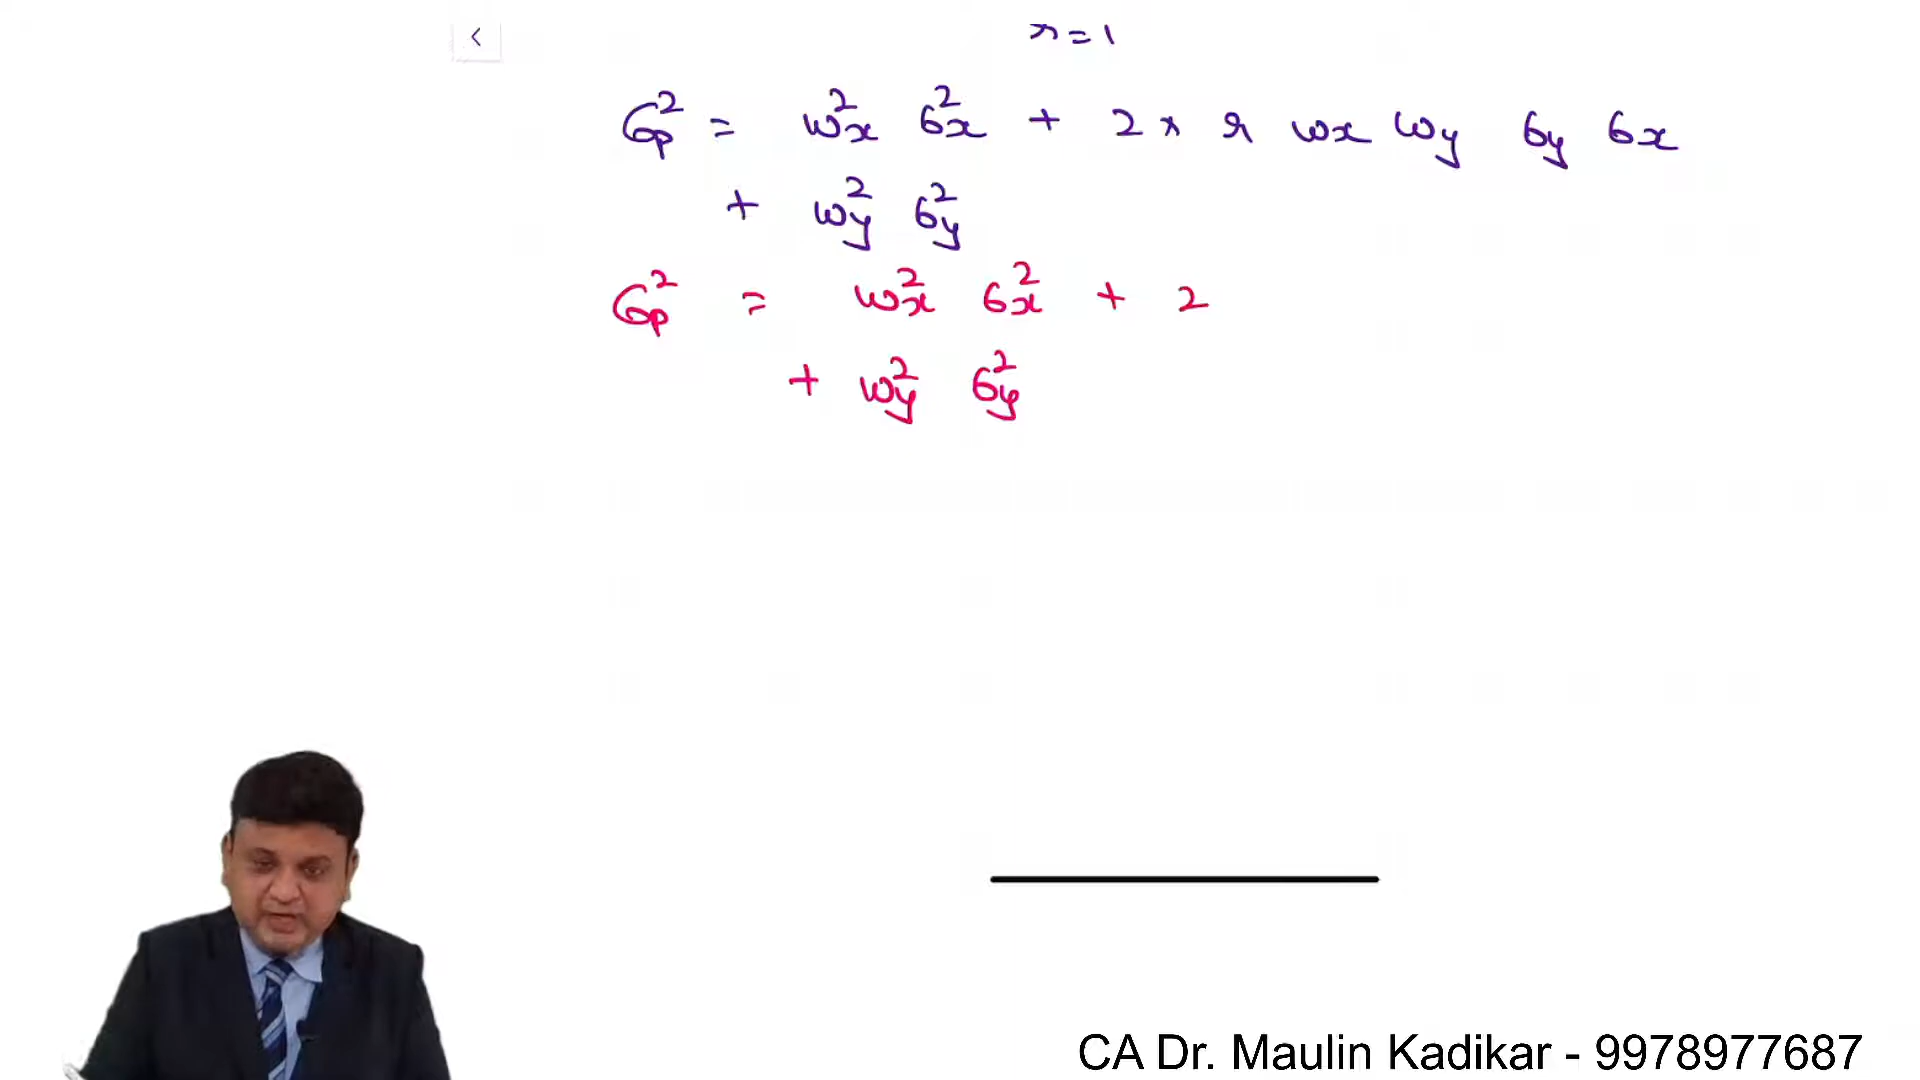 <
r=1
σp² = wx² σx² + 2 × r wx wy σy σx
+ wy² σy²
σp² = wx² σx² + 2
+ wy² σy²
CA Dr. Maulin Kadikar - 9978977687